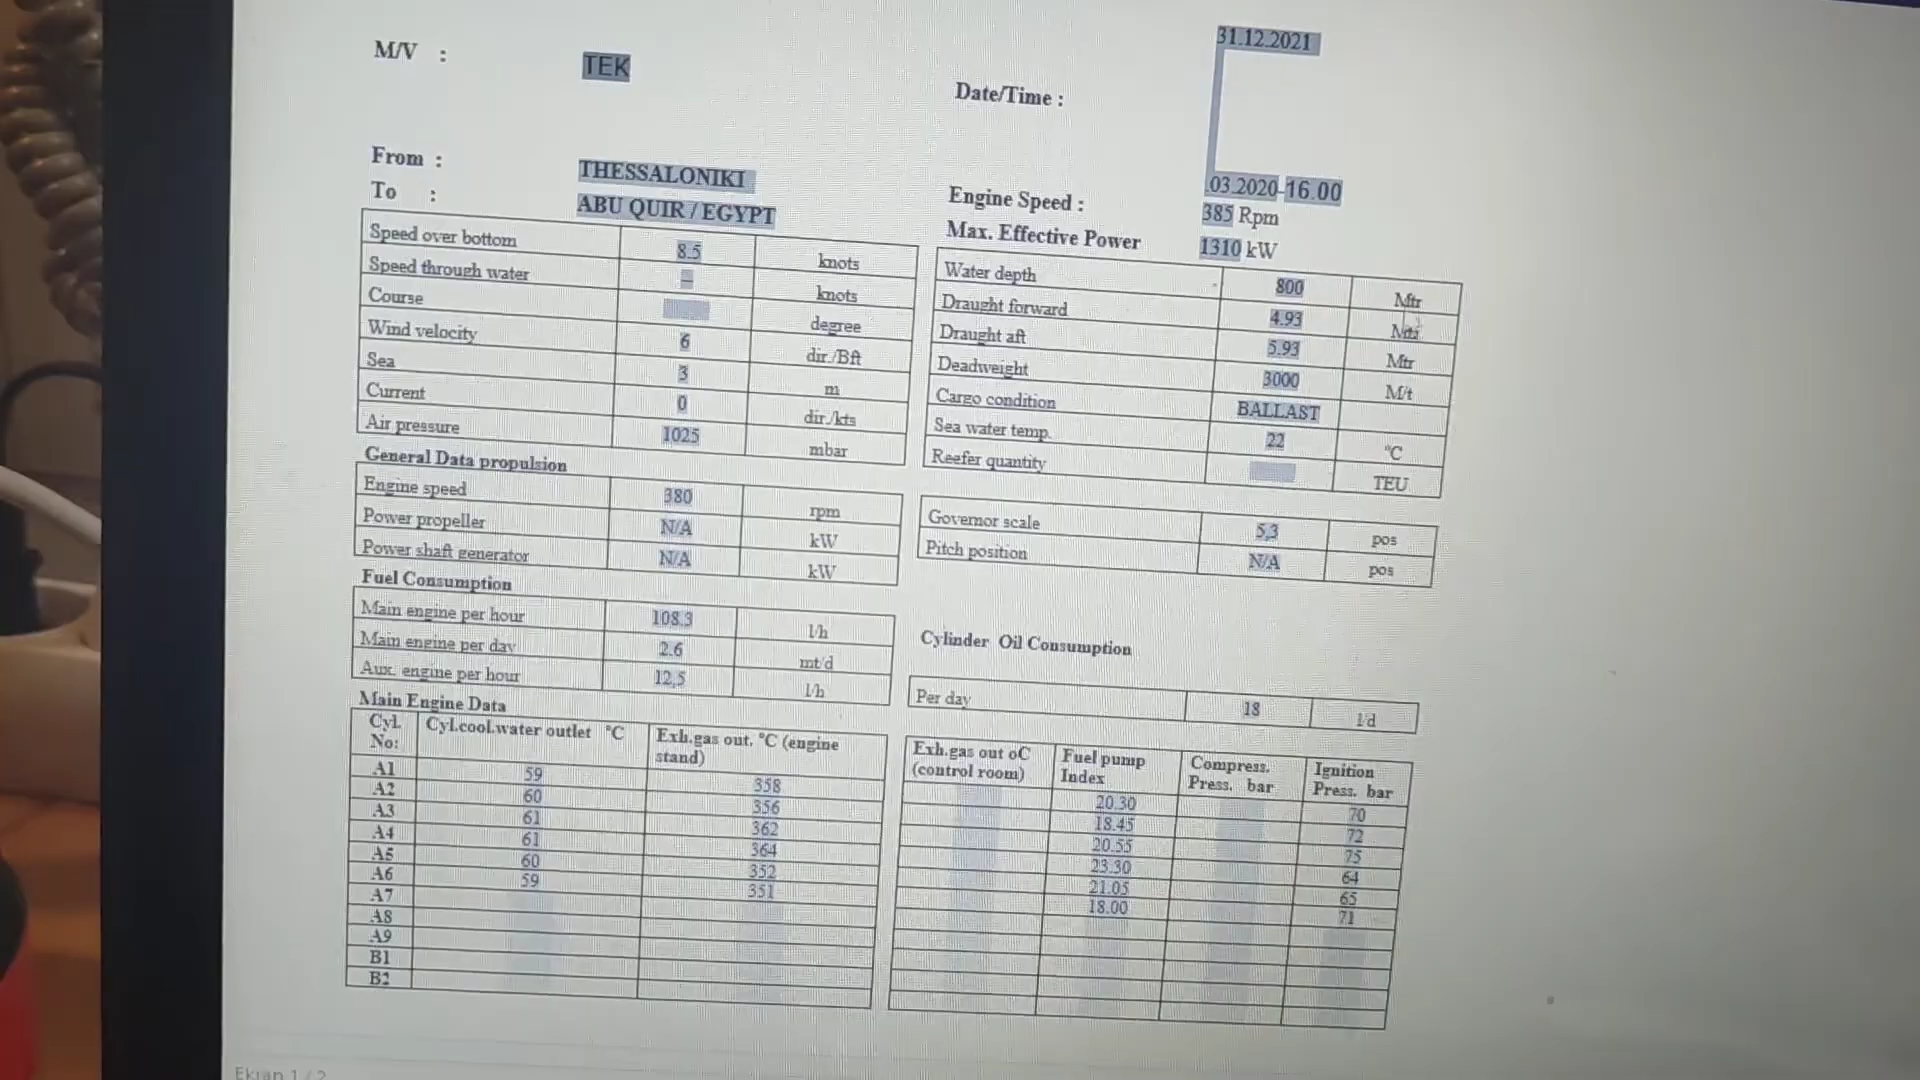 M/V : TEK
31.12.2021
Date/Time :
.03.2020-16.00
From : THESSALONIKI
To : ABU QUIR / EGYPT
Engine Speed : 385 Rpm
Max. Effective Power 1310 kW
Speed over bottom 8.5 knots
Speed through water – knots
Course degree
Wind velocity 6 dir./Bft
Sea 3 m
Current 0 dir./kts
Air pressure 1025 mbar
Water depth 800 Mtr
Draught forward 4.93
Draught aft 5.93 Mtr
Deadweight 3000 M/t
Cargo condition BALLAST
Sea water temp. 22 °C
Reefer quantity TEU
General Data propulsion
Engine speed 380 rpm
Power propeller N/A kW
Power shaft generator N/A kW
Governor scale 5,3 pos
Pitch position N/A pos
Fuel Consumption
Main engine per hour 108.3 l/h
Main engine per day 2.6 mt/d
Aux. engine per hour 12,5 l/h
Cylinder Oil Consumption
Per day 18 l/d
Main Engine Data
Cyl. No: Cyl.cool.water outlet °C Exh.gas out. °C (engine stand) Exh.gas out oC (control room) Fuel pump Index Compress. Press. bar Ignition Press. bar
A1 59 358 20.30 70
A2 60 356 18.45 72
A3 61 362 20.55 75
A4 61 364 23.30 64
A5 60 352 21.05 65
A6 59 351 18.00 71
A7
A8
A9
B1
B2
Ekran 1 / 2